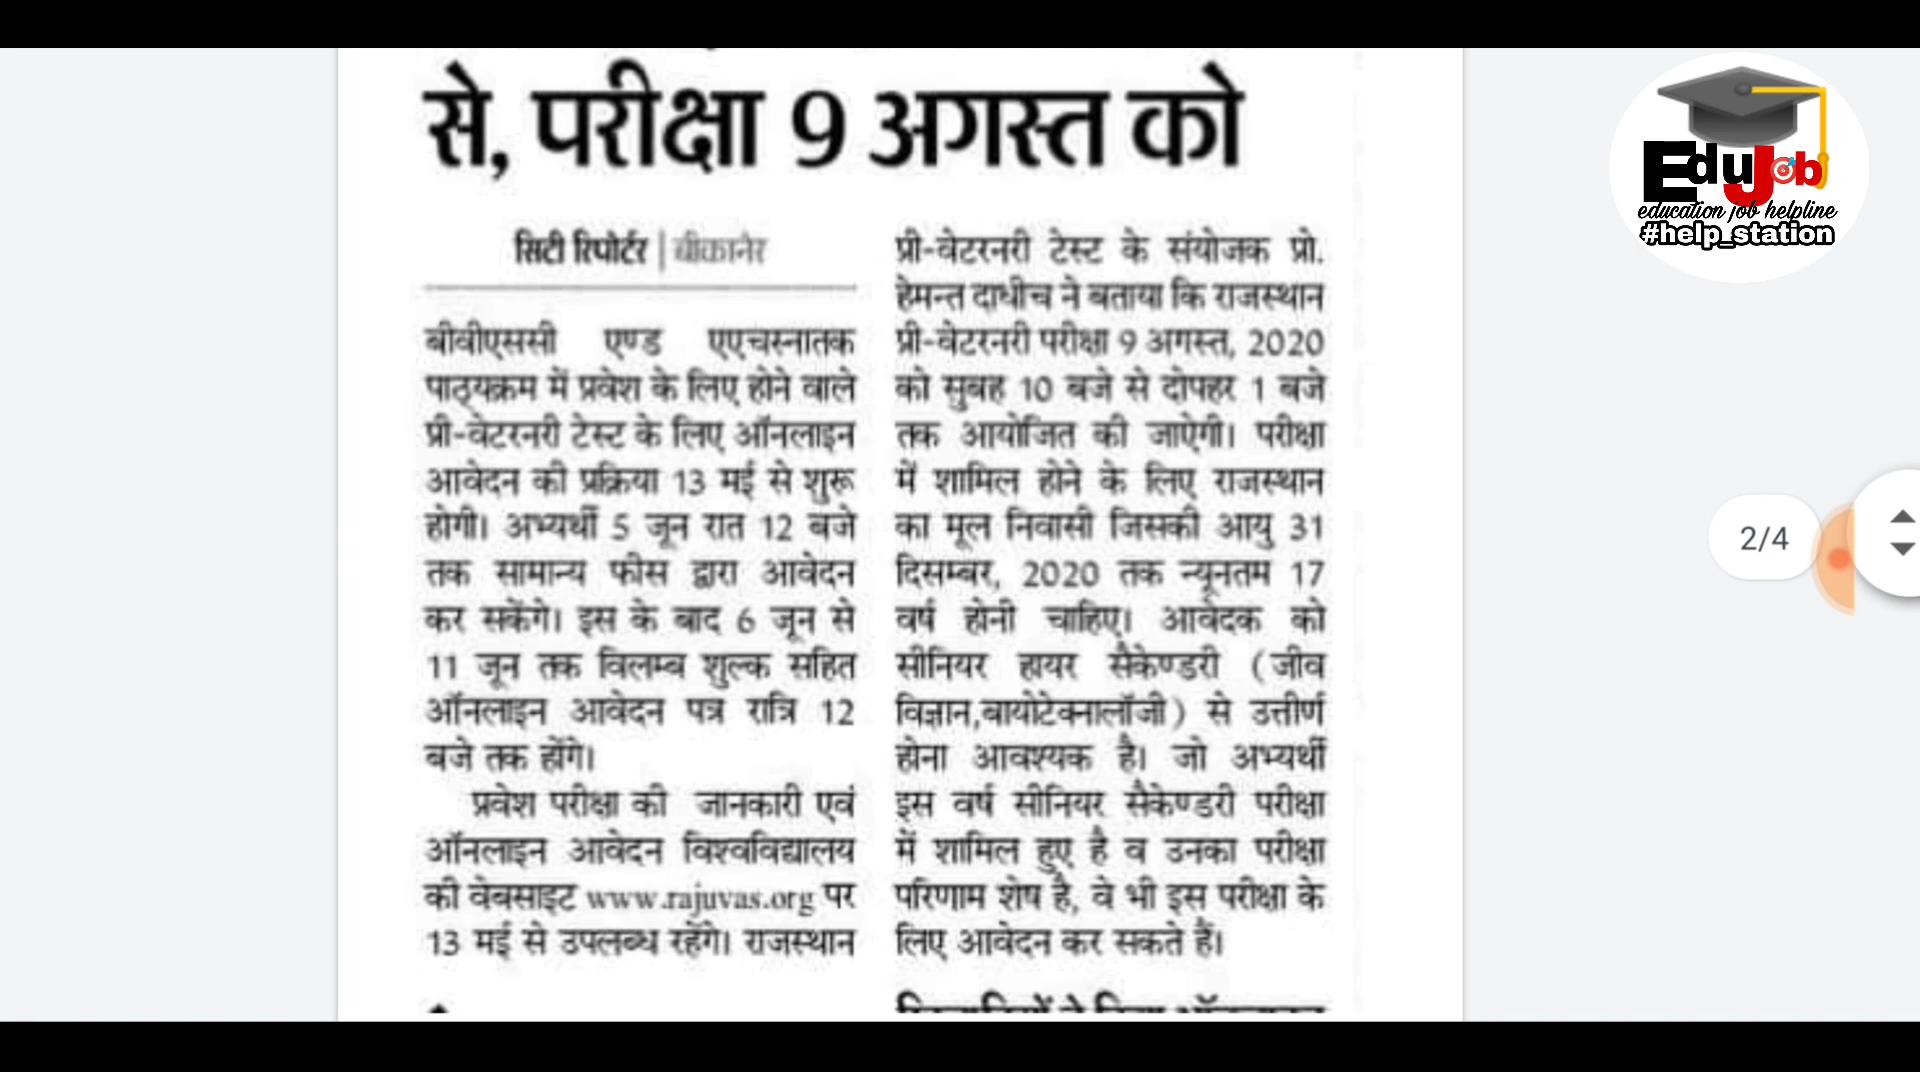 से, परीक्षा 9 अगस्त को
सिटी रिपोर्टर | बीकानेर
बीवीएससी एण्ड एएचस्नातक
पाठ्यक्रम में प्रवेश के लिए होने वाले
प्री-वेटरनरी टेस्ट के लिए ऑनलाइन
आवेदन की प्रक्रिया 13 मई से शुरू
होगी। अभ्यर्थी 5 जून रात 12 बजे
तक सामान्य फीस द्वारा आवेदन
कर सकेंगे। इस के बाद 6 जून से
11 जून तक विलम्ब शुल्क सहित
ऑनलाइन आवेदन पत्र रात्रि 12
बजे तक होंगे।
प्रवेश परीक्षा की जानकारी एवं
ऑनलाइन आवेदन विश्वविद्यालय
की वेबसाइट www.rajuvas.org पर
13 मई से उपलब्ध रहेंगे। राजस्थान
प्री-वेटरनरी टेस्ट के संयोजक प्रो.
हेमन्त दाधीच ने बताया कि राजस्थान
प्री-वेटरनरी परीक्षा 9 अगस्त, 2020
को सुबह 10 बजे से दोपहर 1 बजे
तक आयोजित की जाऐगी। परीक्षा
में शामिल होने के लिए राजस्थान
का मूल निवासी जिसकी आयु 31
दिसम्बर, 2020 तक न्यूनतम 17
वर्ष होनी चाहिए। आवेदक को
सीनियर हायर सैकेण्डरी (जीव
विज्ञान,बायोटेक्नालॉजी) से उत्तीर्ण
होना आवश्यक है। जो अभ्यर्थी
इस वर्ष सीनियर सैकेण्डरी परीक्षा
में शामिल हुए है व उनका परीक्षा
परिणाम शेष है, वे भी इस परीक्षा के
लिए आवेदन कर सकते हैं।
EduJob
education job helpline
#help_station
2/4